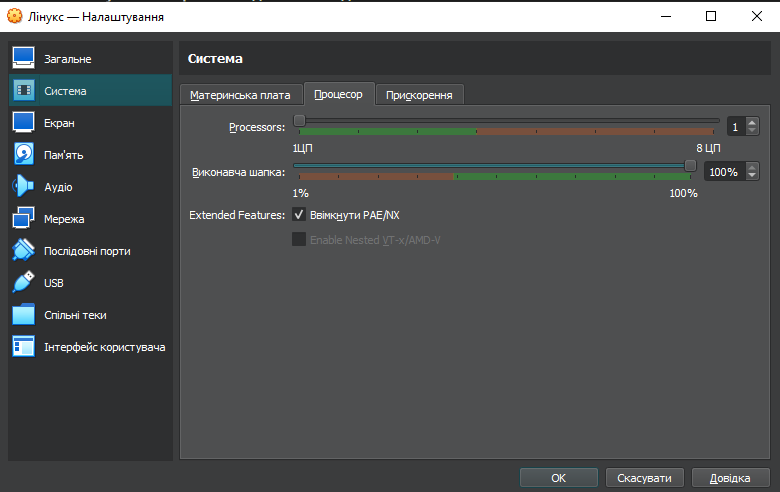 Лінукс — Налаштування
Загальне
Система
Екран
Пам'ять
Аудіо
Мережа
Послідовні порти
USB
Спільні теки
Інтерфейс користувача
Система
Материнська плата
Процесор
Прискорення
Processors:
1
1ЦП
8 ЦП
Виконавча шапка:
100%
1%
100%
Extended Features:
Ввімкнути PAE/NX
Enable Nested VT-x/AMD-V
OK
Скасувати
Довідка